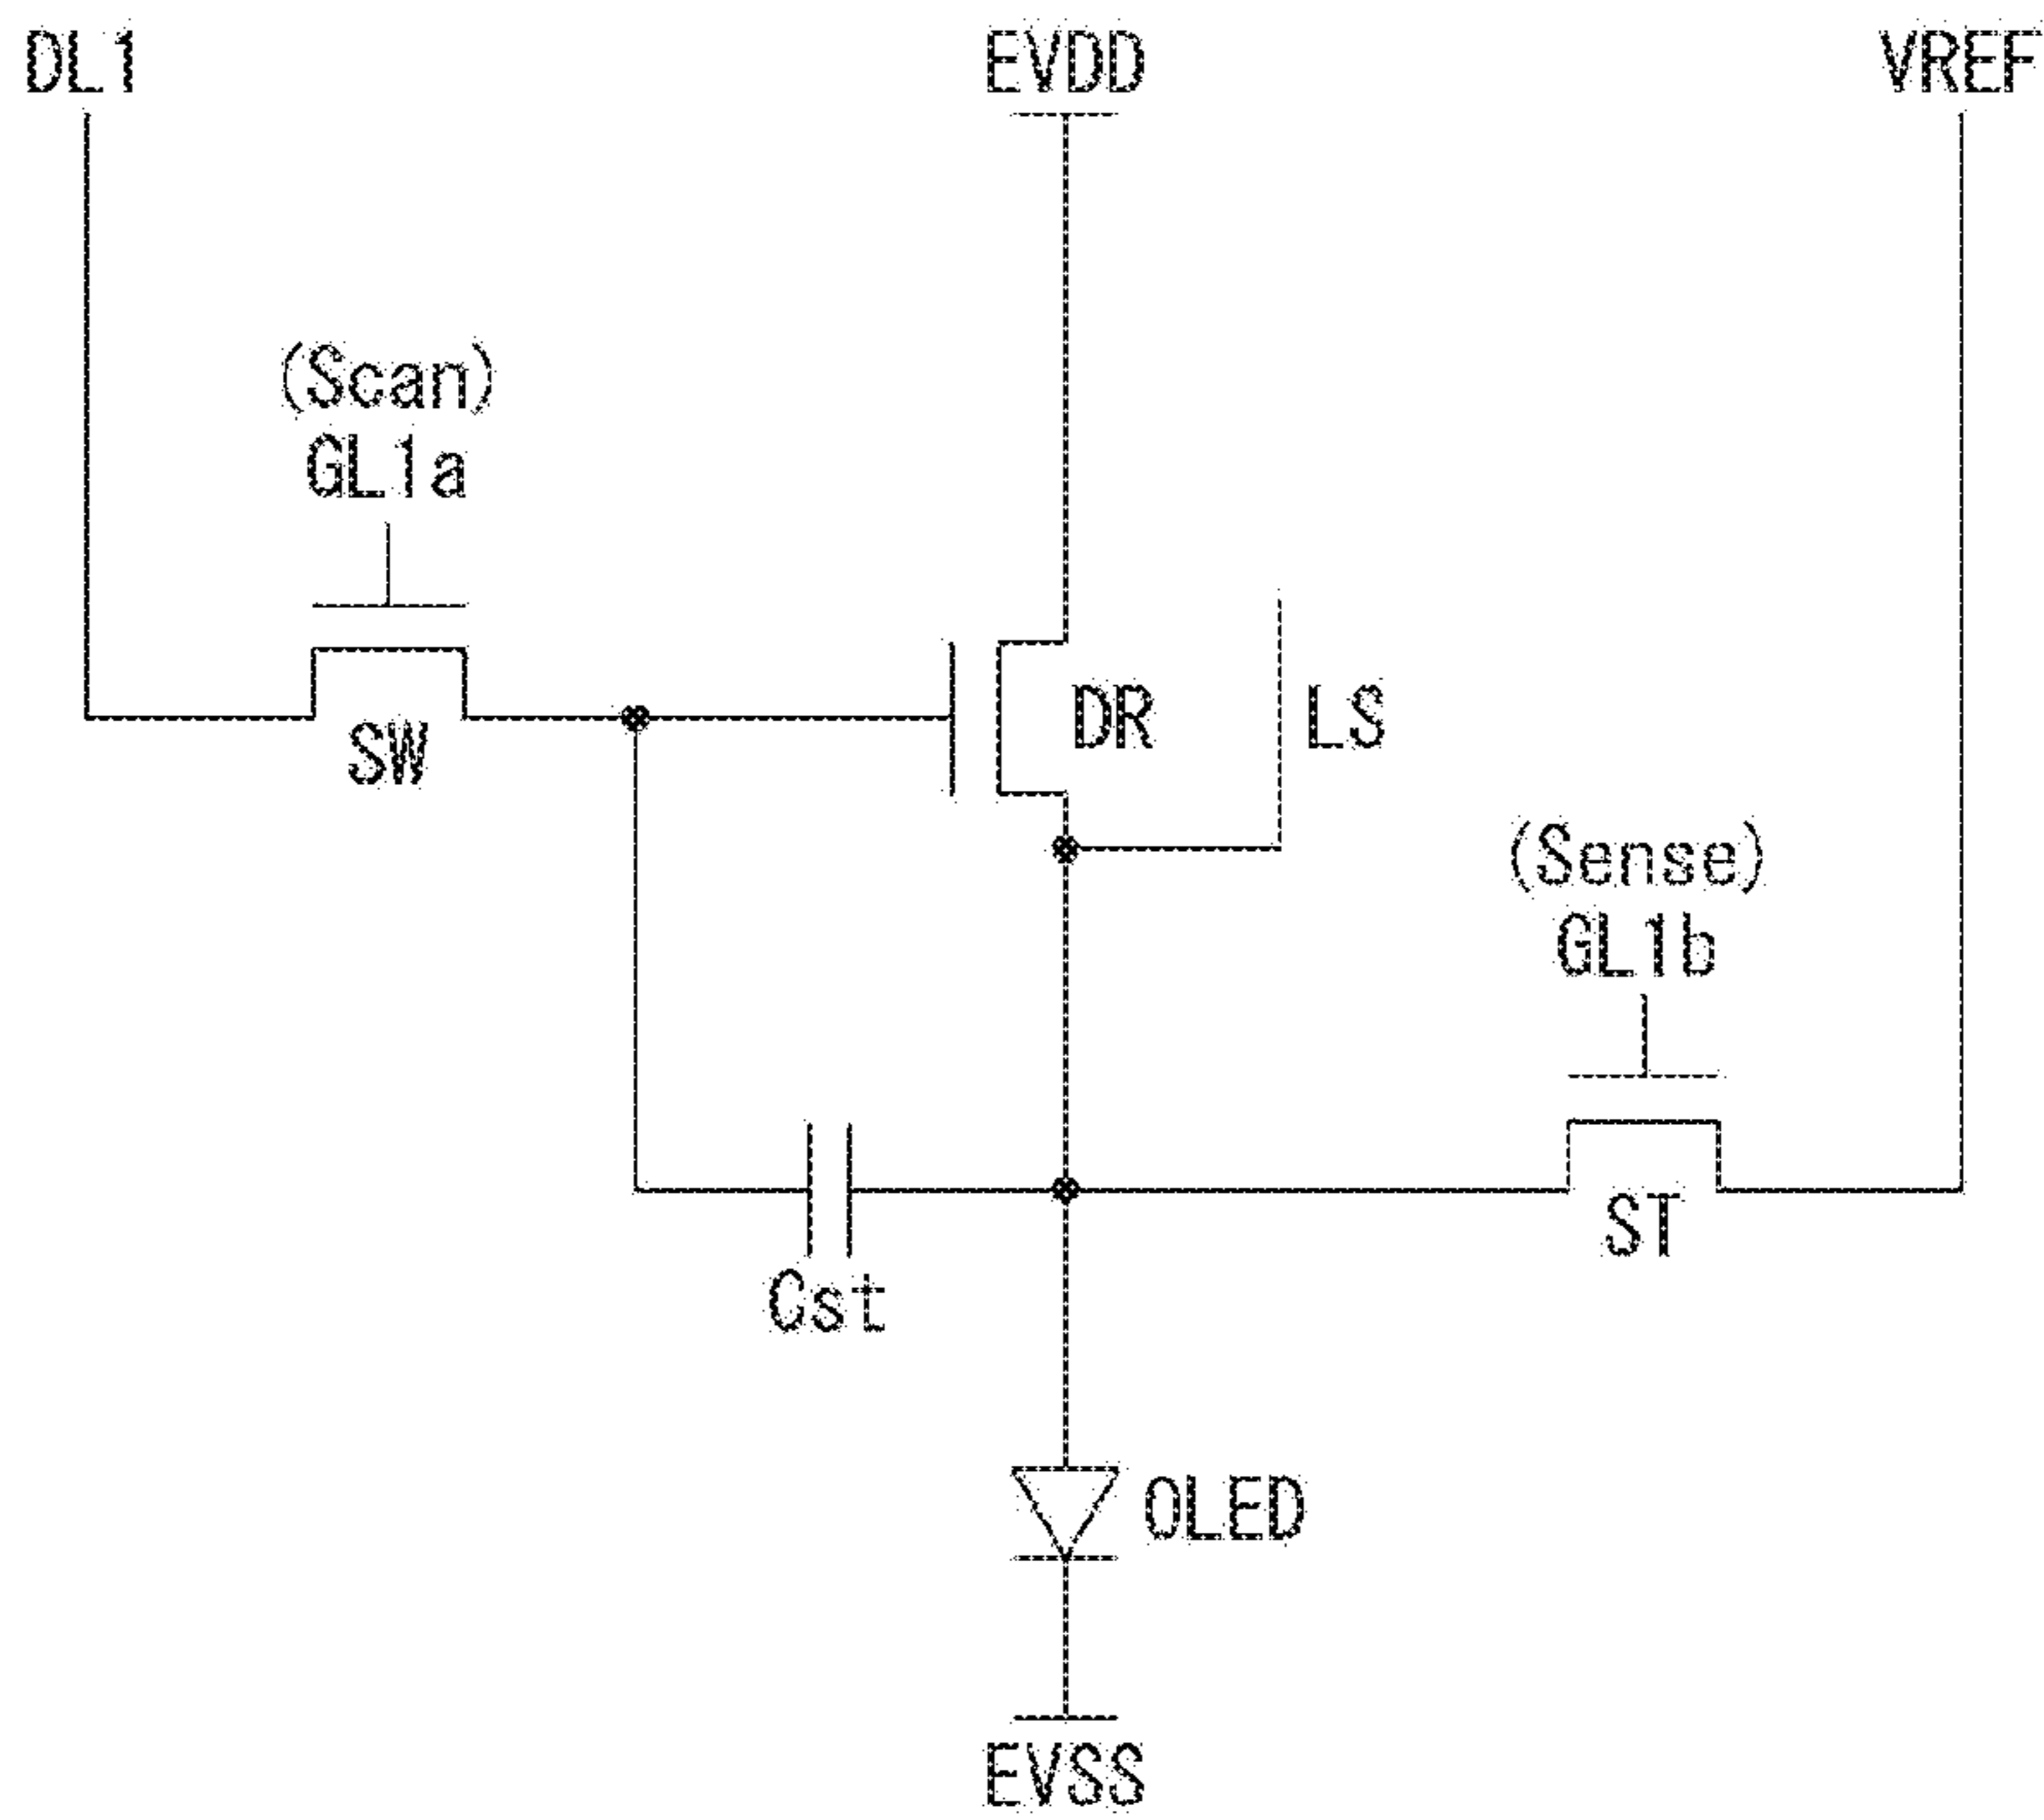 DL1
EVDD
VREF
(Scan)
GL1a
SW
DR
LS
(Sense)
GL1b
ST
Cst
OLED
EVSS